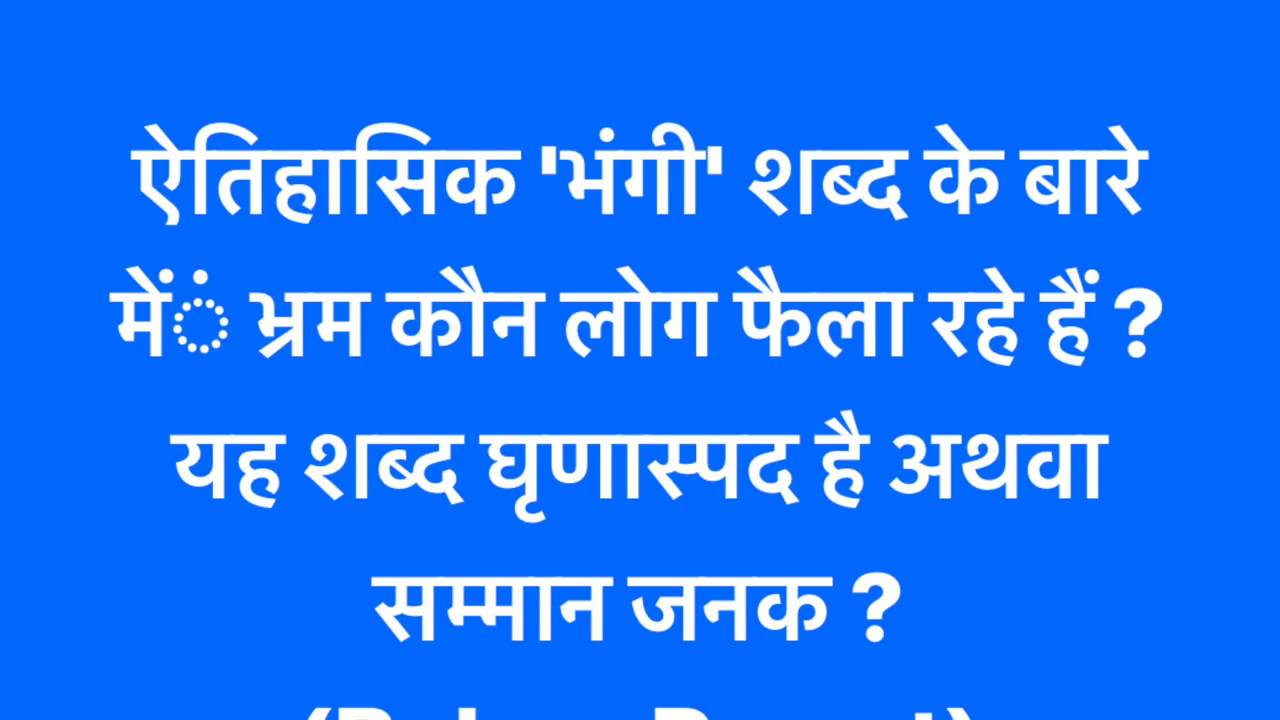 ऐतिहासिक 'भंगी' शब्द के बारे
मेंं भ्रम कौन लोग फैला रहे हैं ?
यह शब्द घृणास्पद है अथवा
सम्मान जनक ?